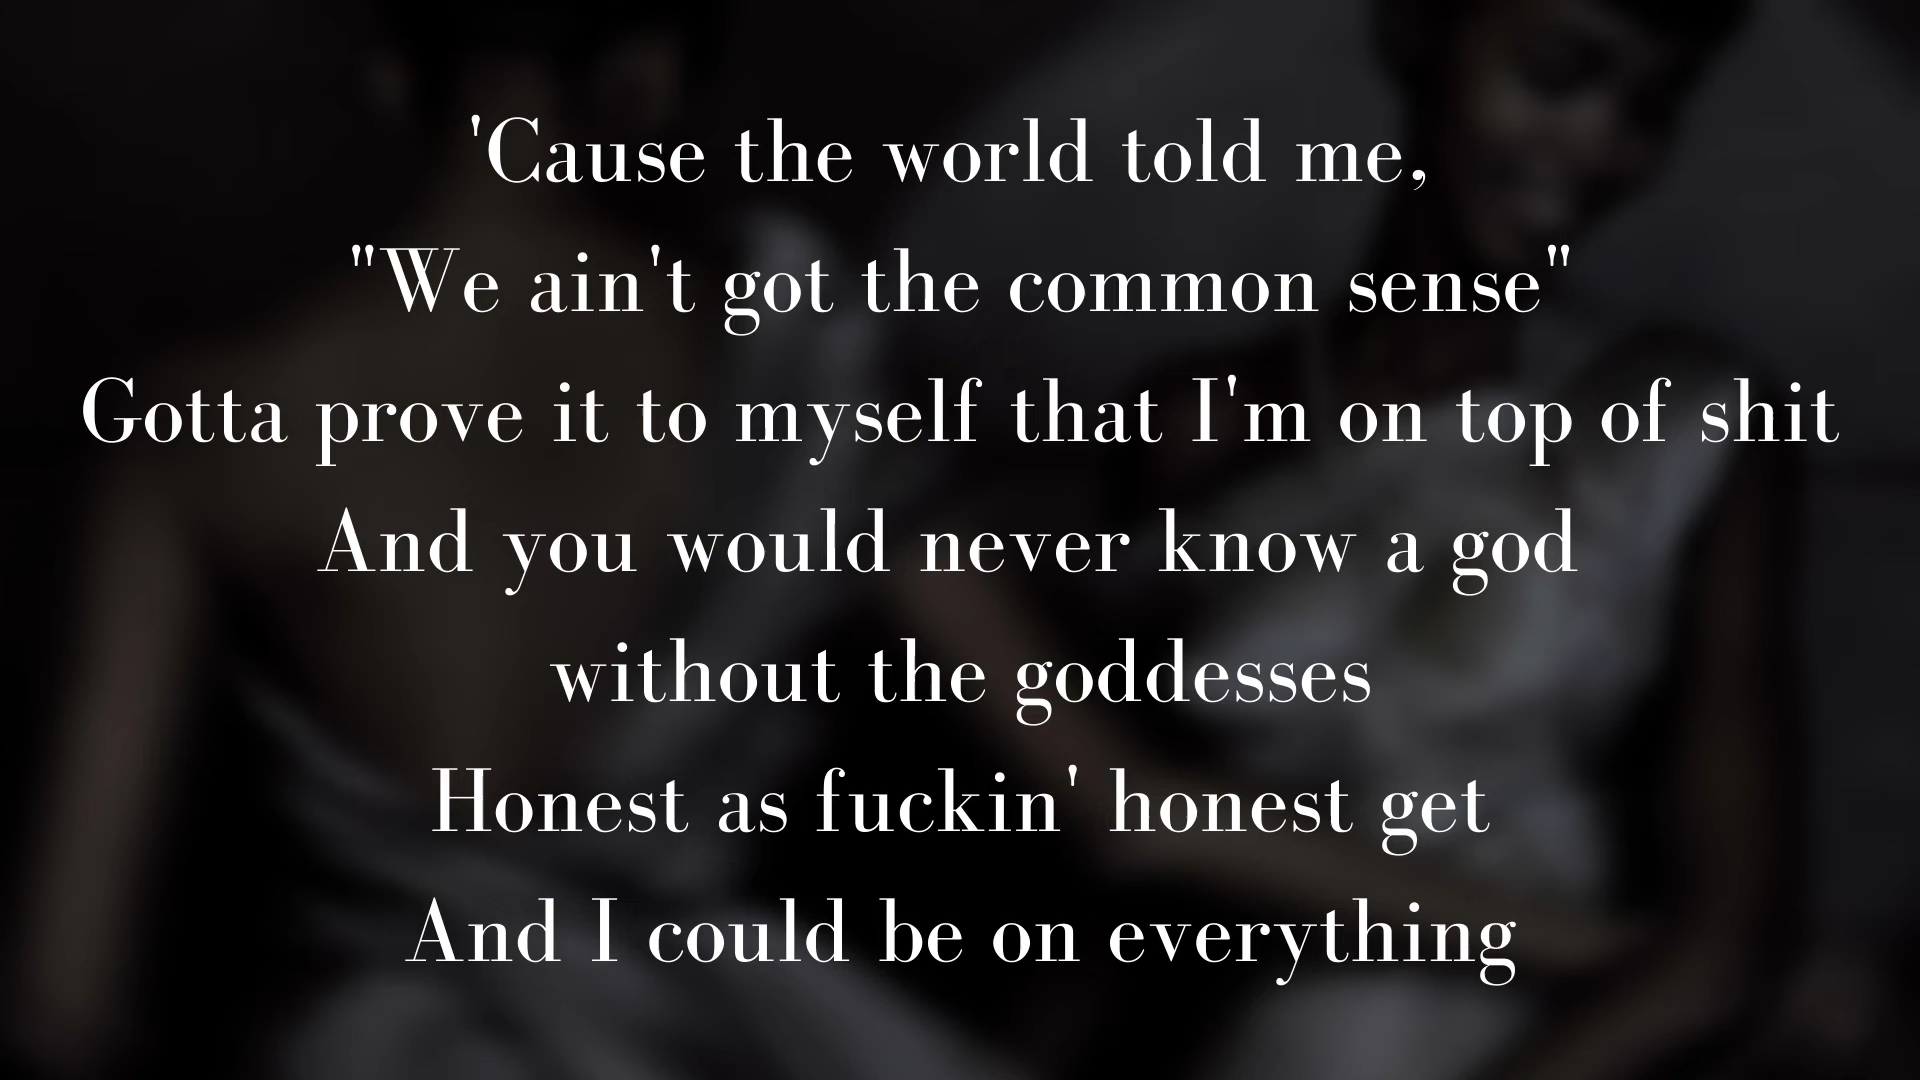 'Cause the world told me,
"We ain't got the common sense"
Gotta prove it to myself that I'm on top of shit
And you would never know a god
without the goddesses
Honest as fuckin' honest get
And I could be on everything